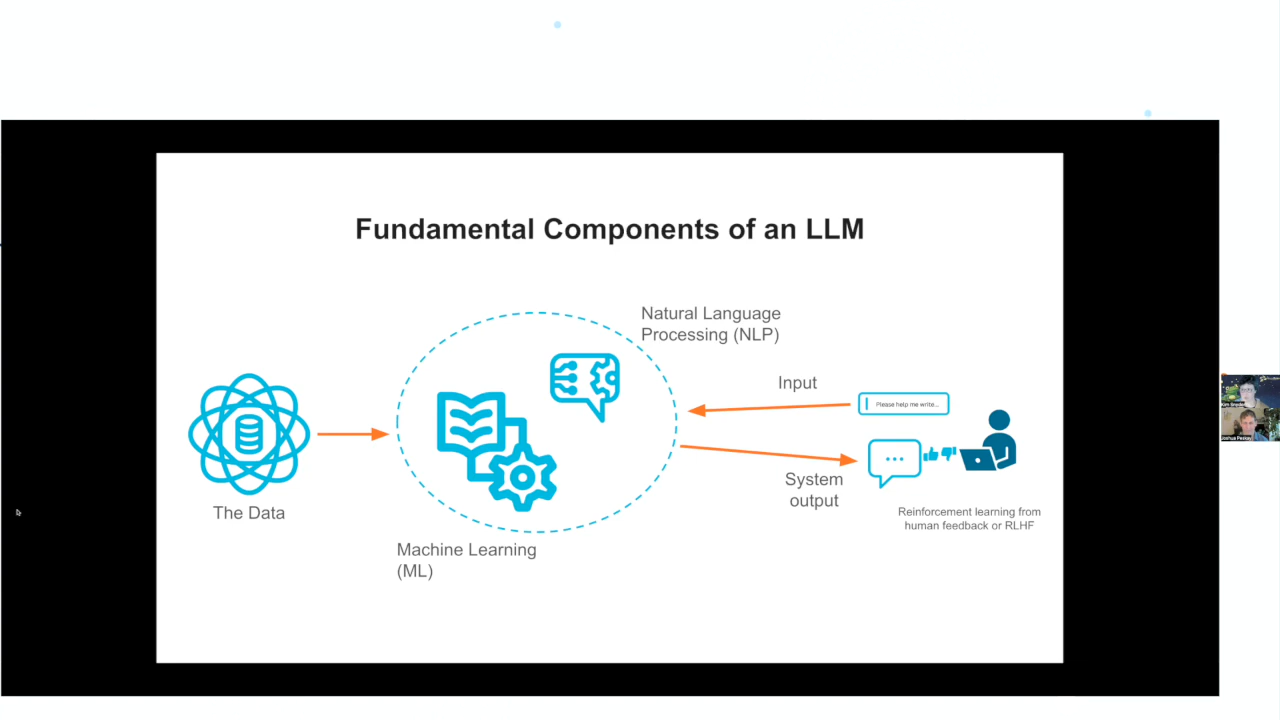 Fundamental Components of an LLM
Natural Language
Processing (NLP)
Input
Please help me write...
System
output
The Data
Reinforcement learning from
human feedback or RLHF
Machine Learning
(ML)
Joshua Peskay